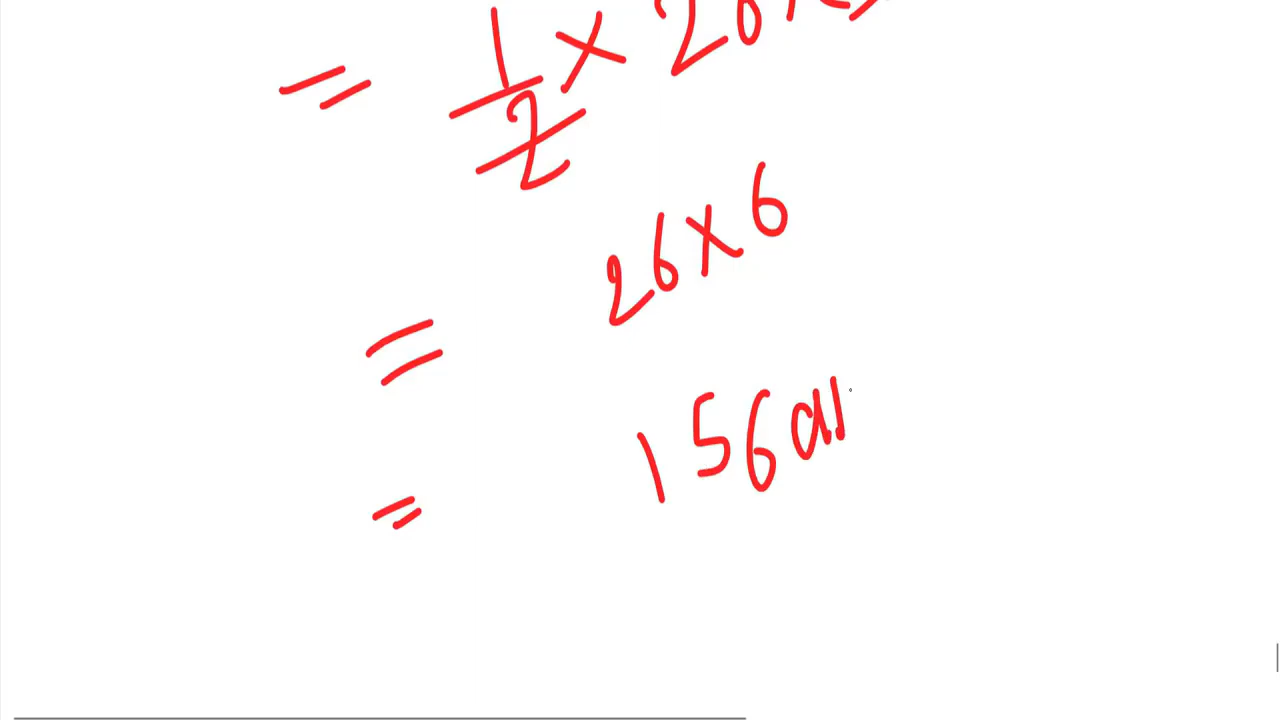 = 1/2 × 26
= 26 × 6
= 156